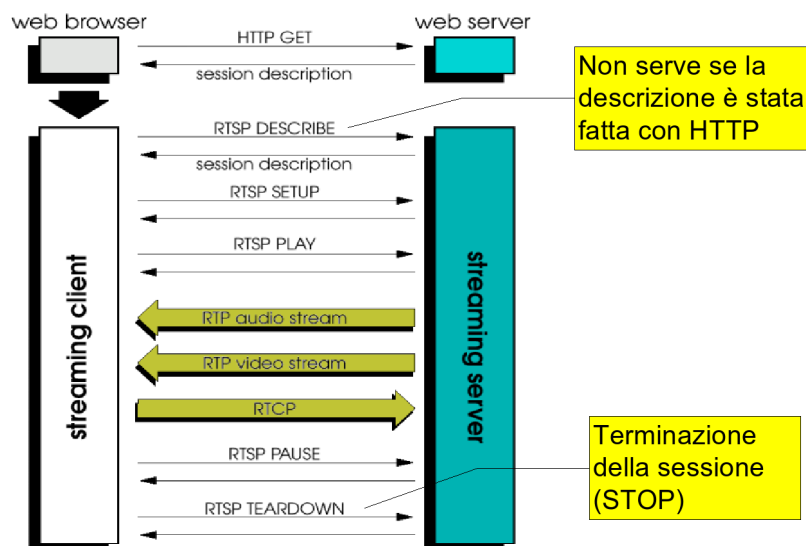 web browser
web server
HTTP GET
session description
Non serve se la
descrizione è stata
fatta con HTTP
RTSP DESCRIBE
session description
RTSP SETUP
RTSP PLAY
streaming client
streaming server
RTP audio stream
RTP video stream
RTCP
RTSP PAUSE
Terminazione
della sessione
(STOP)
RTSP TEARDOWN